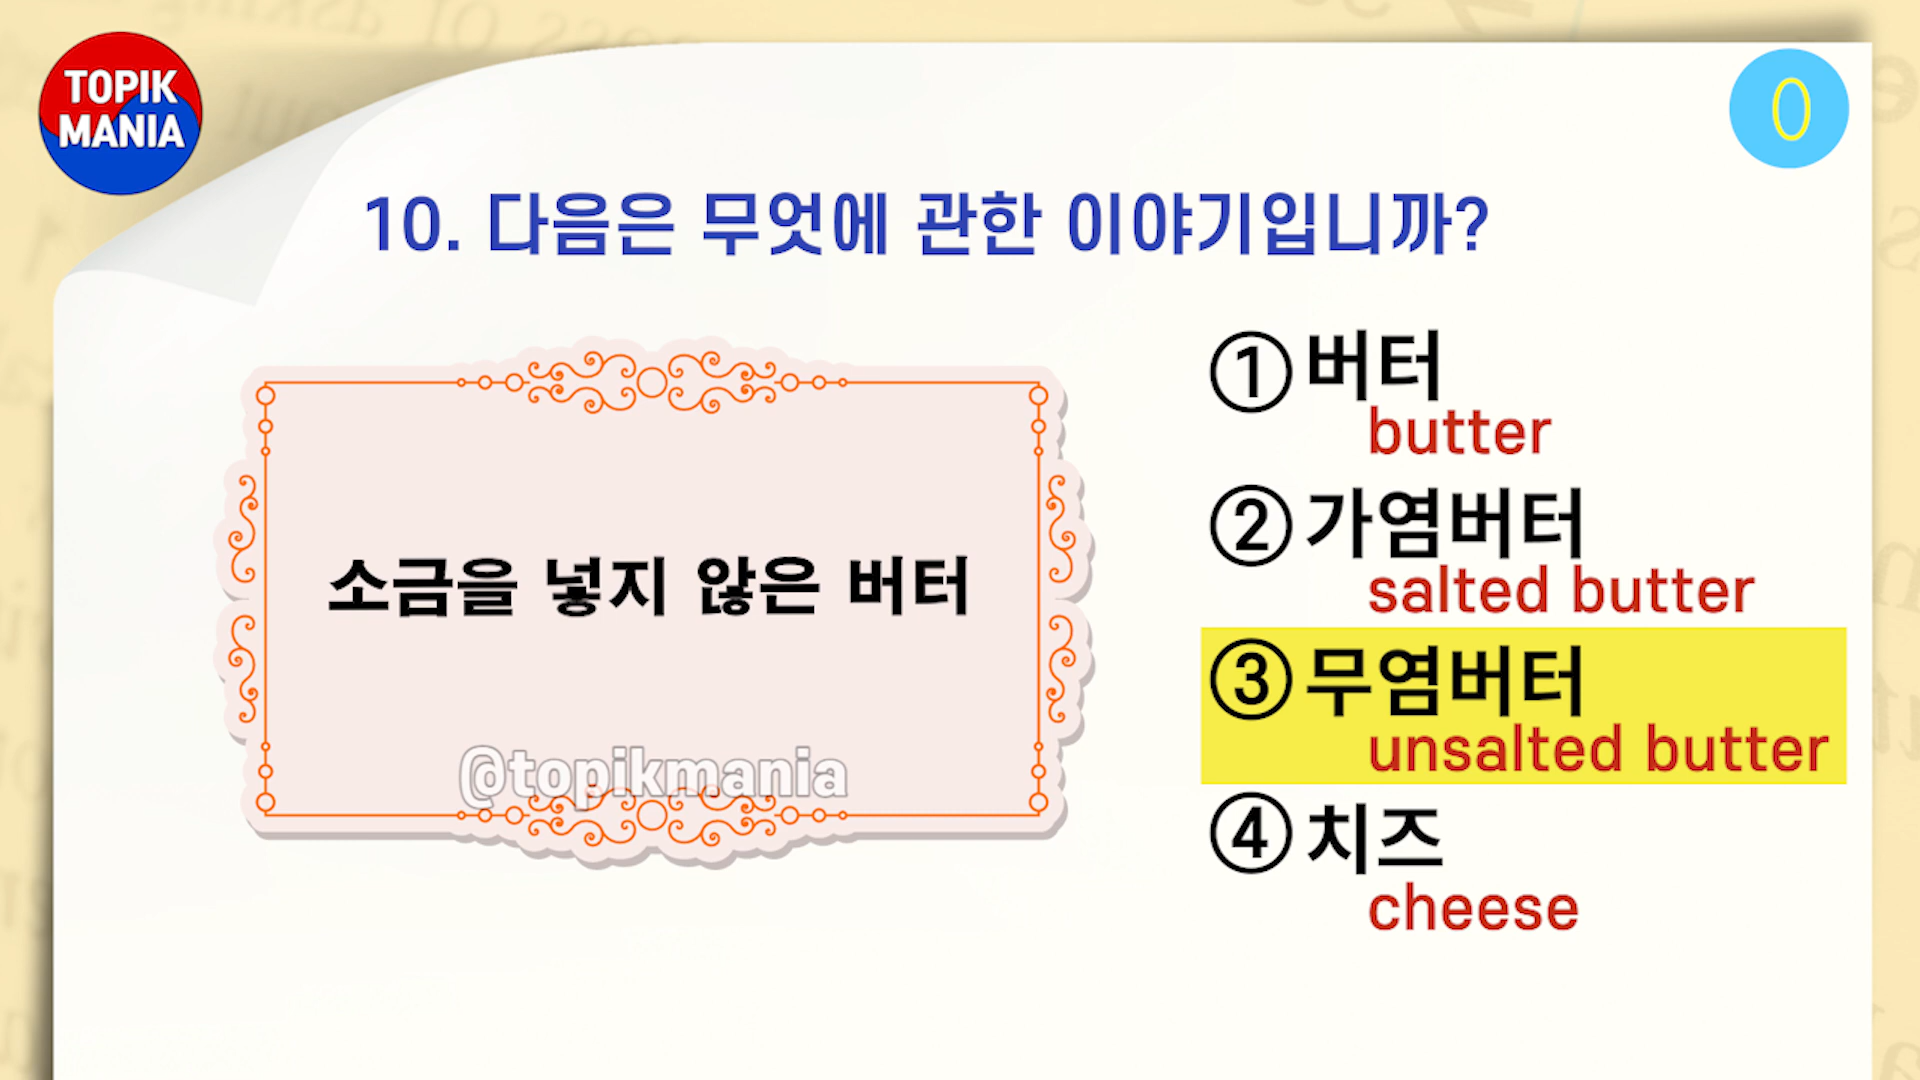 TOPIK
MANIA
0
10. 다음은 무엇에 관한 이야기입니까?
소금을 넣지 않은 버터
@topikmania
① 버터
butter
② 가염버터
salted butter
③ 무염버터
unsalted butter
④ 치즈
cheese